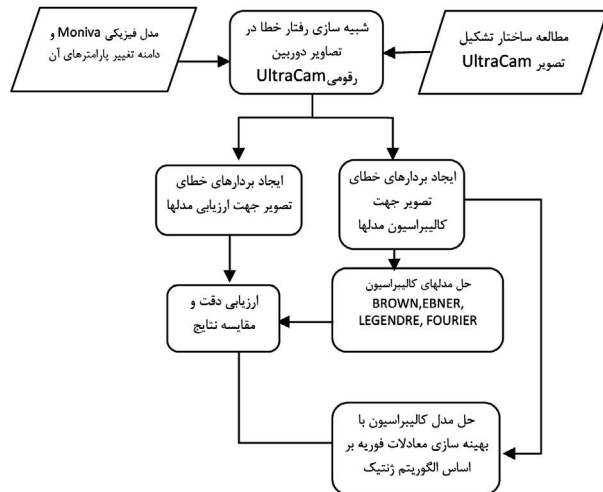 مطالعه ساختار تشکیل
تصویر UltraCam
شبیه سازی رفتار خطا در
تصاویر دوربین
رقومی UltraCam
مدل فیزیکی Moniva و
دامنه تغییر پارامترهای آن
ایجاد بردارهای خطای
تصویر جهت
کالیبراسیون مدلها
ایجاد بردارهای خطای
تصویر جهت ارزیابی مدلها
حل مدلهای کالیبراسیون
BROWN,EBNER,
LEGENDRE, FOURIER
ارزیابی دقت و
مقایسه نتایج
حل مدل کالیبراسیون با
بهینه سازی معادلات فوریه بر
اساس الگوریتم ژنتیک